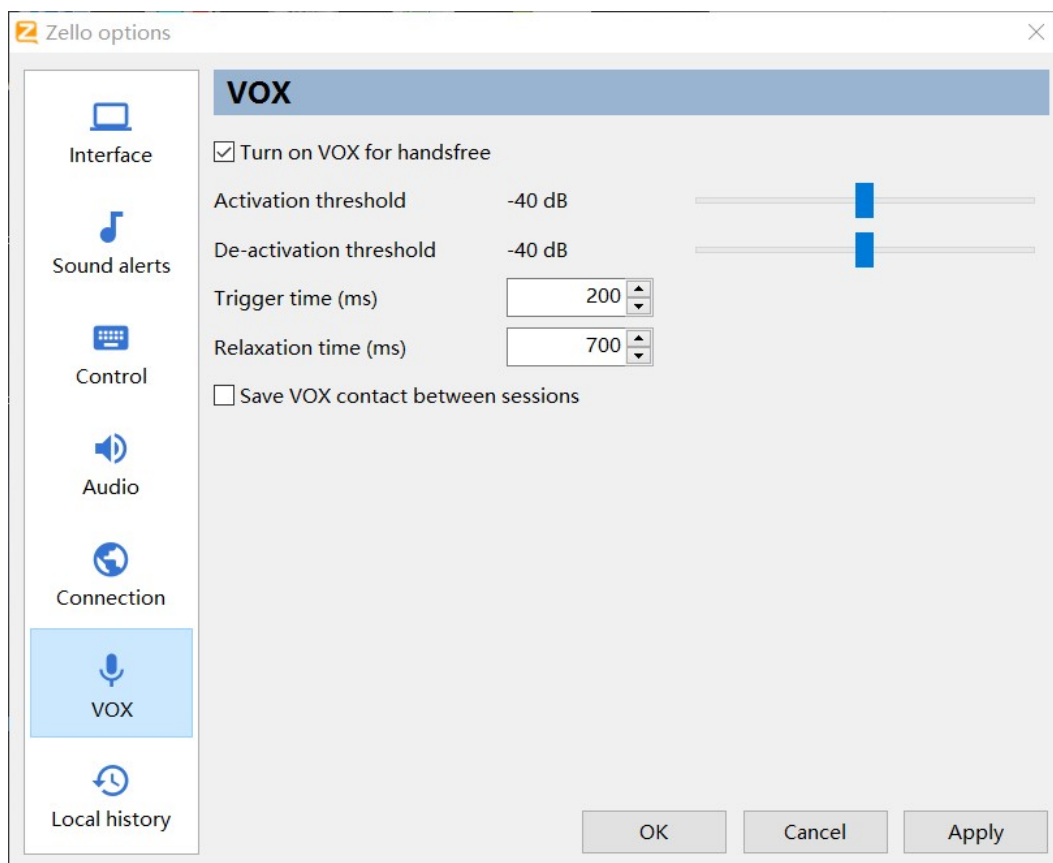 Zello options
VOX
Interface
Turn on VOX for handsfree
Activation threshold -40 dB
Sound alerts
De-activation threshold -40 dB
Trigger time (ms) 200
Relaxation time (ms) 700
Control
Save VOX contact between sessions
Audio
Connection
VOX
Local history
OK Cancel Apply